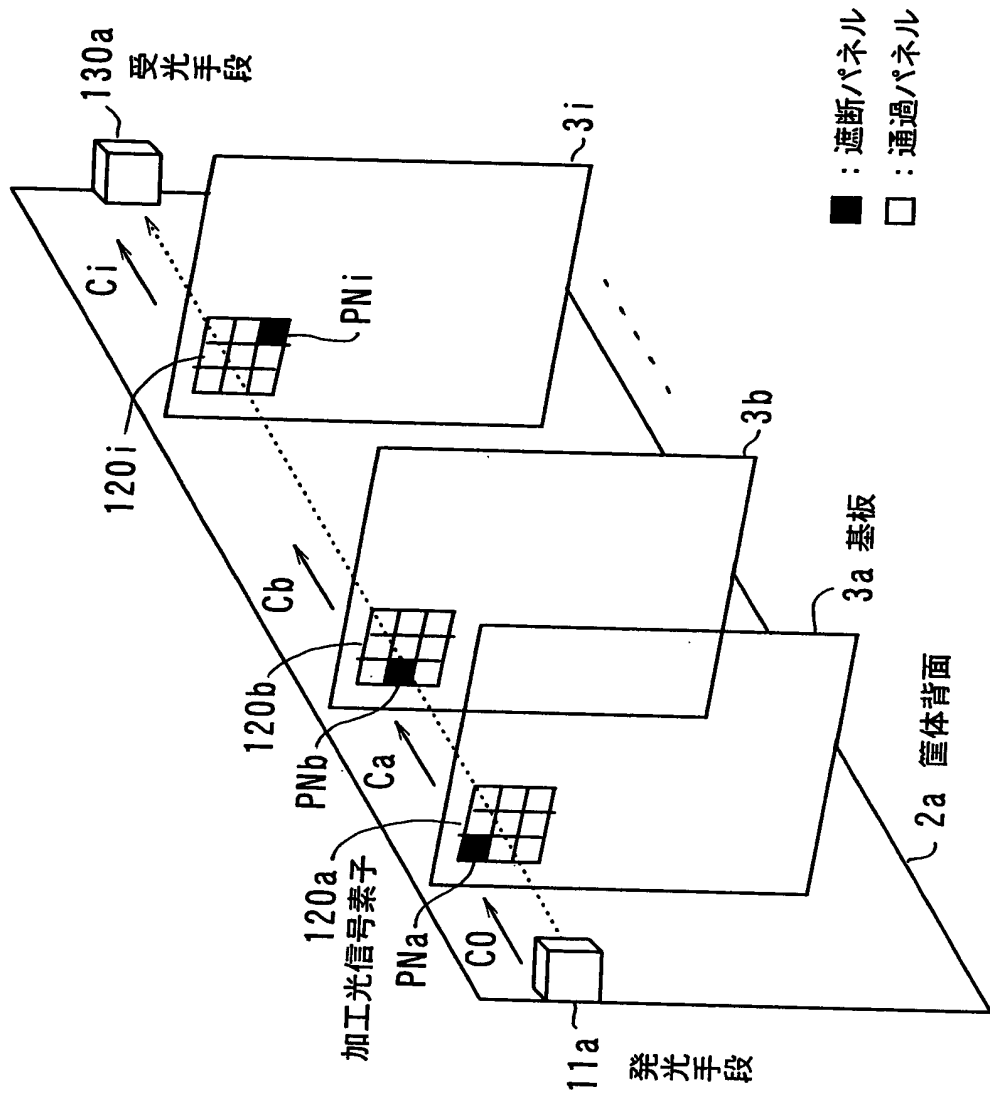 130a
受光手段
Ci
3i
PNi
120i
Cb
3b
120b
PNb
Ca
3a 基板
120a
加工光信号素子
PNa
C0
2a 筐体背面
11a
発光手段
■ : 遮断パネル
□ : 通過パネル